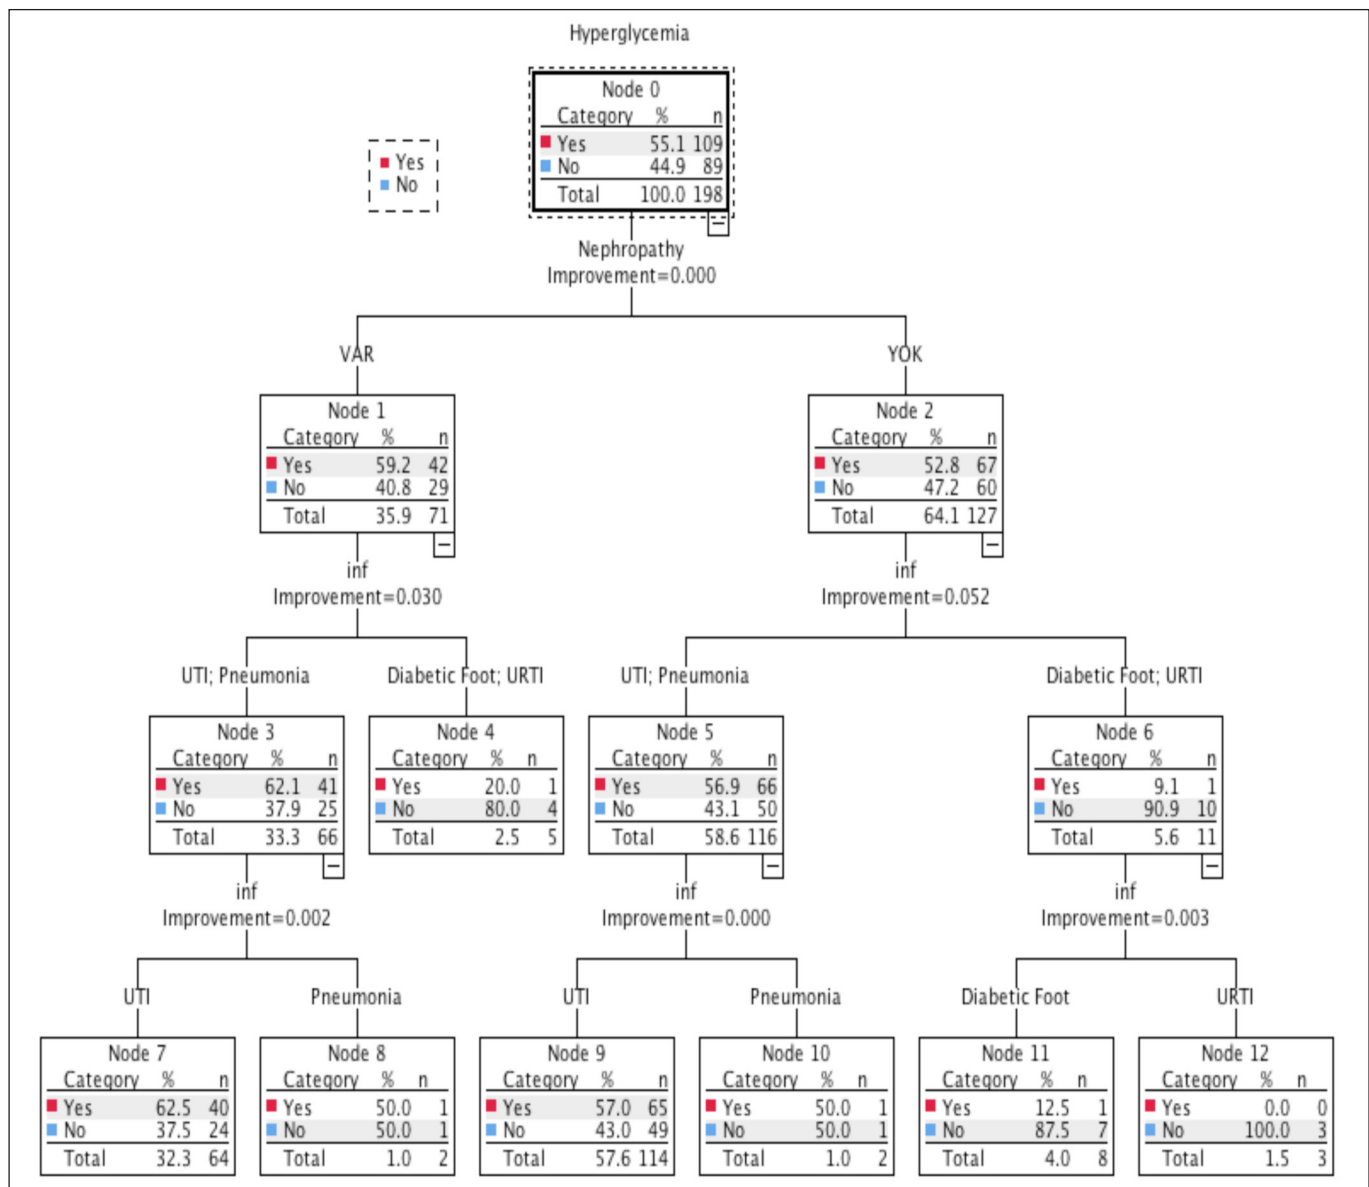 Hyperglycemia
Node 0
Category % n
Yes 55.1 109
No 44.9 89
Total 100.0 198
Yes
No
Nephropathy
Improvement=0.000
VAR
YOK
Node 1
Category % n
Yes 59.2 42
No 40.8 29
Total 35.9 71
Node 2
Category % n
Yes 52.8 67
No 47.2 60
Total 64.1 127
inf
Improvement=0.030
inf
Improvement=0.052
UTI; Pneumonia
Diabetic Foot; URTI
UTI; Pneumonia
Diabetic Foot; URTI
Node 3
Category % n
Yes 62.1 41
No 37.9 25
Total 33.3 66
Node 4
Category % n
Yes 20.0 1
No 80.0 4
Total 2.5 5
Node 5
Category % n
Yes 56.9 66
No 43.1 50
Total 58.6 116
Node 6
Category % n
Yes 9.1 1
No 90.9 10
Total 5.6 11
inf
Improvement=0.002
inf
Improvement=0.000
inf
Improvement=0.003
UTI
Pneumonia
UTI
Pneumonia
Diabetic Foot
URTI
Node 7
Category % n
Yes 62.5 40
No 37.5 24
Total 32.3 64
Node 8
Category % n
Yes 50.0 1
No 50.0 1
Total 1.0 2
Node 9
Category % n
Yes 57.0 65
No 43.0 49
Total 57.6 114
Node 10
Category % n
Yes 50.0 1
No 50.0 1
Total 1.0 2
Node 11
Category % n
Yes 12.5 1
No 87.5 7
Total 4.0 8
Node 12
Category % n
Yes 0.0 0
No 100.0 3
Total 1.5 3